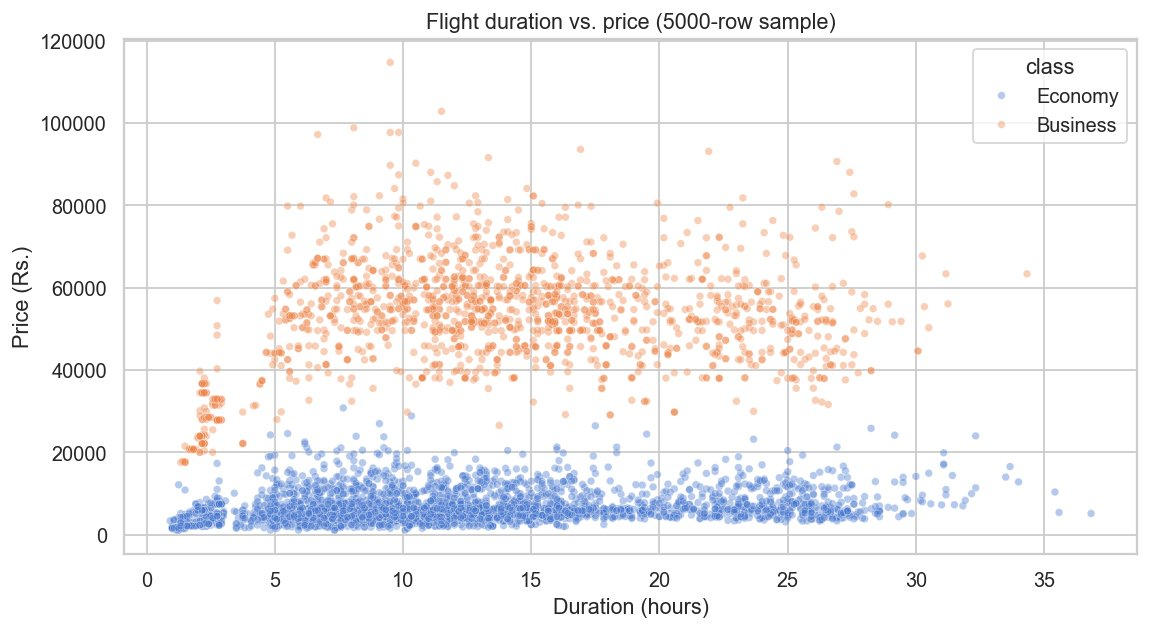 Flight duration vs. price (5000-row sample)
120000
100000
80000
60000
40000
20000
0
Price (Rs.)
class
Economy
Business
0 5 10 15 20 25 30 35
Duration (hours)